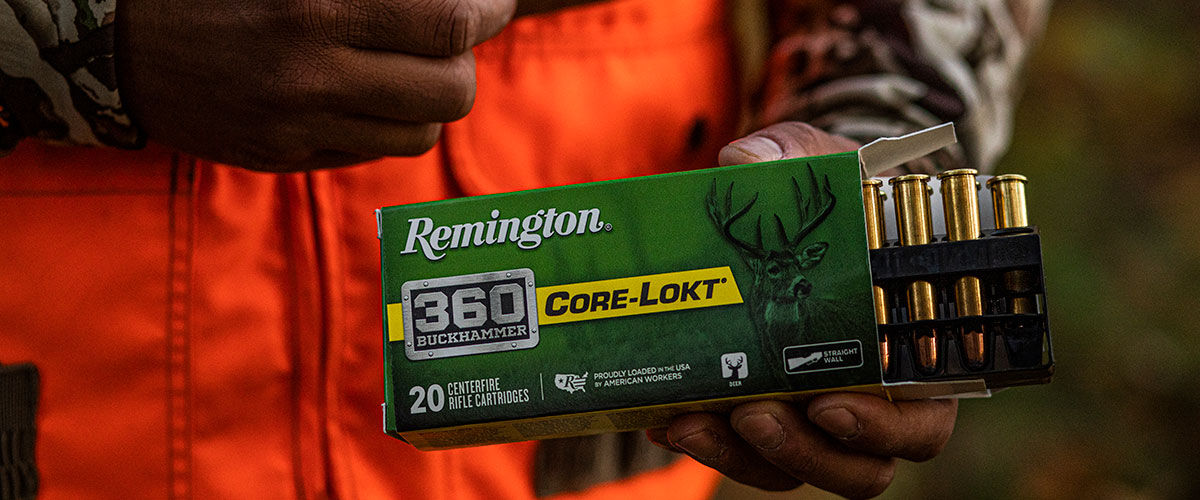 Remington®
360
BUCKHAMMER
CORE-LOKT®
20 CENTERFIRE
RIFLE CARTRIDGES
R
PROUDLY LOADED IN THE USA
BY AMERICAN WORKERS
DEER
STRAIGHT
WALL